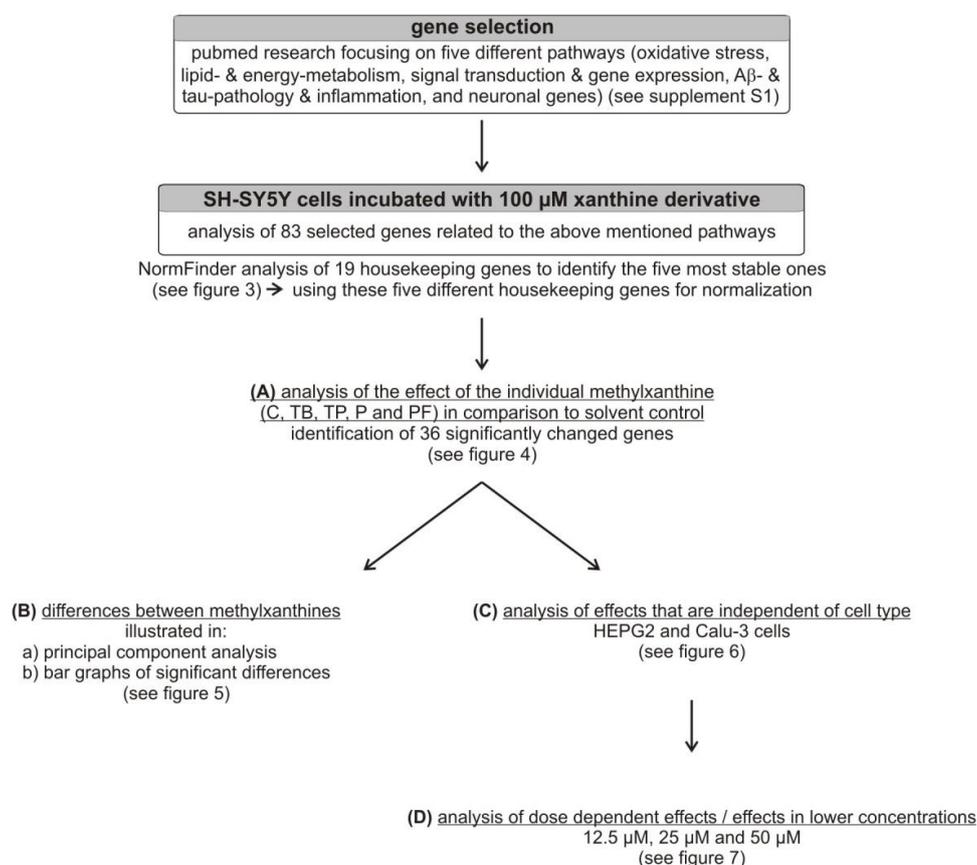 gene selection
pubmed research focusing on five different pathways (oxidative stress,
lipid- & energy-metabolism, signal transduction & gene expression, Aβ- &
tau-pathology & inflammation, and neuronal genes) (see supplement S1)
SH-SY5Y cells incubated with 100 µM xanthine derivative
analysis of 83 selected genes related to the above mentioned pathways
NormFinder analysis of 19 housekeeping genes to identify the five most stable ones
(see figure 3) → using these five different housekeeping genes for normalization
(A) analysis of the effect of the individual methylxanthine
(C, TB, TP, P and PF) in comparison to solvent control
identification of 36 significantly changed genes
(see figure 4)
(B) differences between methylxanthines
illustrated in:
a) principal component analysis
b) bar graphs of significant differences
(see figure 5)
(C) analysis of effects that are independent of cell type
HEPG2 and Calu-3 cells
(see figure 6)
(D) analysis of dose dependent effects / effects in lower concentrations
12.5 µM, 25 µM and 50 µM
(see figure 7)